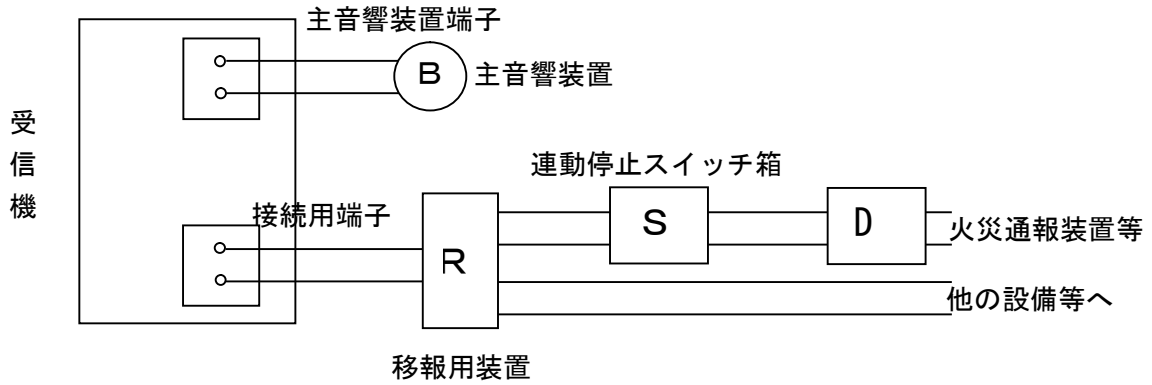 主音響装置端子
B
主音響装置
受信機
連動停止スイッチ箱
接続用端子
S
D
火災通報装置等
R
他の設備等へ
移報用装置